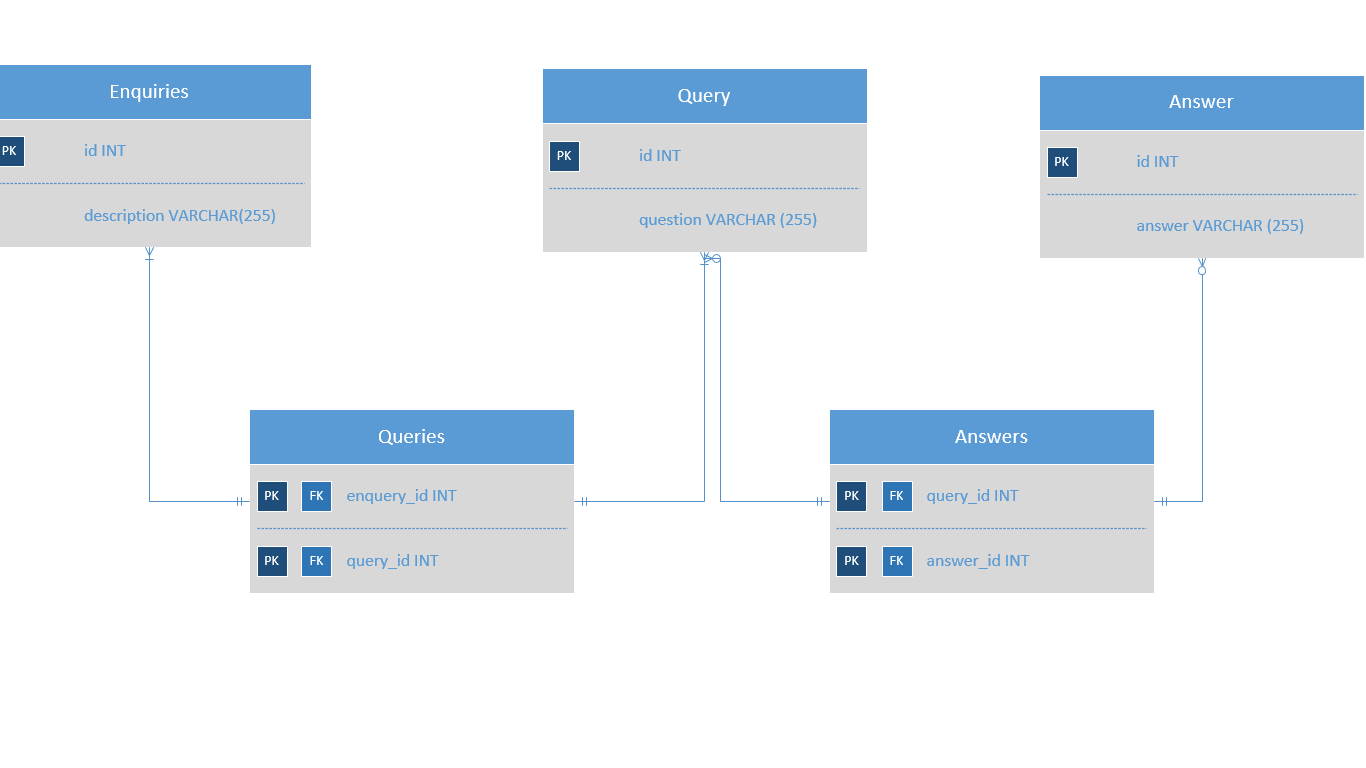 Enquiries
PK id INT
description VARCHAR(255)
Query
PK id INT
question VARCHAR (255)
Answer
PK id INT
answer VARCHAR (255)
Queries
PK FK enquery_id INT
PK FK query_id INT
Answers
PK FK query_id INT
PK FK answer_id INT